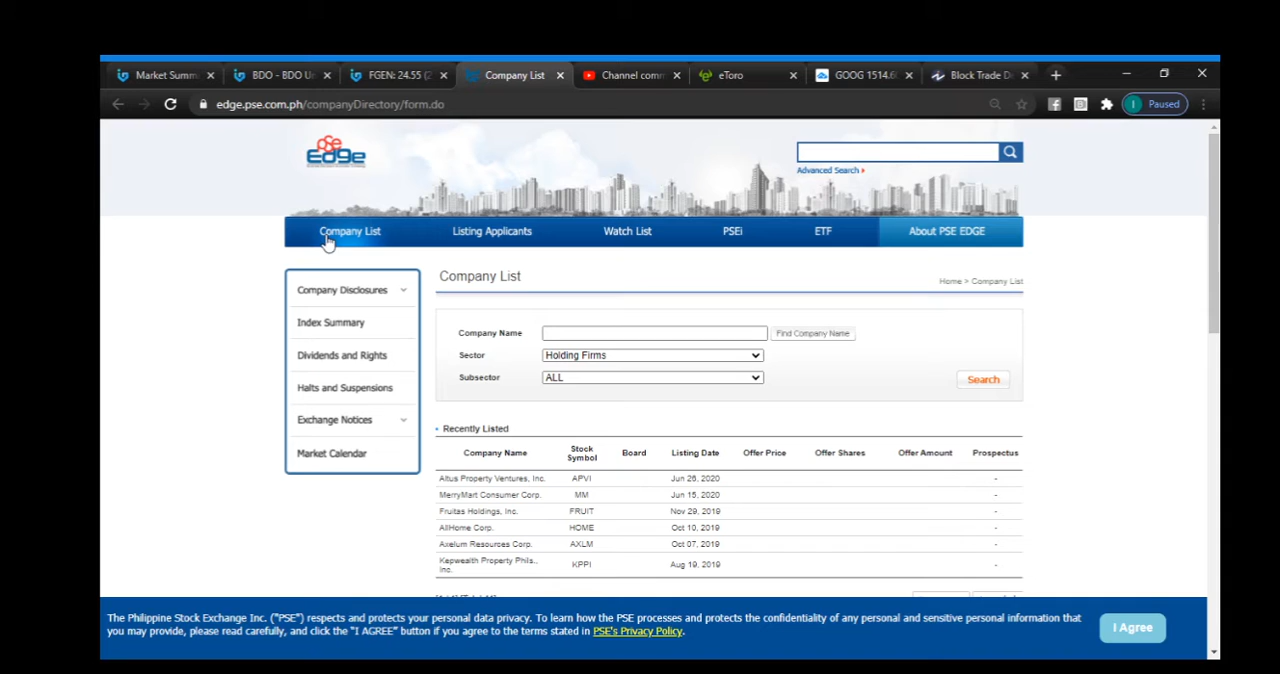 Market Summ
BDO - BDO U
FGEN: 24.55 (2
Company List
Channel com
eToro
GOOG 1514.6
Block Trade D
edge.pse.com.ph/companyDirectory/form.do
I
Paused
pse
Edge
Advanced Search
Company List
Listing Applicants
Watch List
PSEi
ETF
About PSE EDGE
Company Disclosures
Index Summary
Dividends and Rights
Halts and Suspensions
Exchange Notices
Market Calendar
Company List
Home > Company List
Company Name
Find Company Name
Sector
Holding Firms
Subsector
ALL
Search
Recently Listed
Company Name Stock Symbol Board Listing Date Offer Price Offer Shares Offer Amount Prospectus
Altus Property Ventures, Inc. APVI Jun 26, 2020 -
MerryMart Consumer Corp. MM Jun 15, 2020 -
Fruitas Holdings, Inc. FRUIT Nov 29, 2019 -
AllHome Corp. HOME Oct 10, 2019 -
Axelum Resources Corp. AXLM Oct 07, 2019 -
Kepwealth Property Phils., Inc. KPPI Aug 19, 2019 -
The Philippine Stock Exchange Inc. ("PSE") respects and protects your personal data privacy. To learn how the PSE processes and protects the confidentiality of any personal and sensitive personal information that
you may provide, please read carefully, and click the "I AGREE" button if you agree to the terms stated in PSE's Privacy Policy.
I Agree